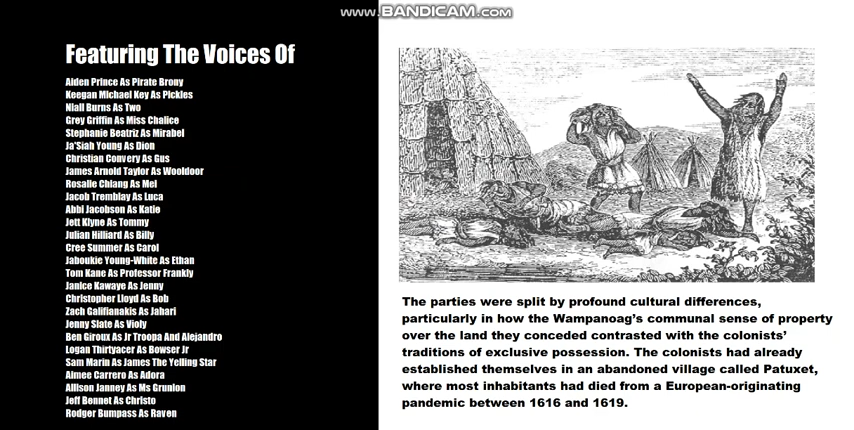 www.BANDICAM.com
Featuring The Voices Of
Aiden Prince As Pirate Brony
Keegan Michael Key As Pickles
Niall Burns As Two
Grey Griffin As Miss Chalice
Stephanie Beatriz As Mirabel
Ja'Siah Young As Dion
Christian Convery As Gus
James Arnold Taylor As Wooldoor
Rosalie Chiang As Mel
Jacob Tremblay As Luca
Abbi Jacobson As Katie
Jett Klyne As Tommy
Julian Hilliard As Billy
Cree Summer As Carol
Jaboukie Young-White As Ethan
Tom Kane As Professor Frankly
Janice Kawaye As Jenny
Christopher Lloyd As Bob
Zach Galifianakis As Jahari
Jenny Slate As Violy
Ben Giroux As Jr Troopa And Alejandro
Logan Thirtyacer As Bowser Jr
Sam Marin As James The Yelling Star
Aimee Carrero As Adora
Allison Janney As Ms Grunion
Jeff Bennet As Christo
Rodger Bumpass As Raven
The parties were split by profound cultural differences,
particularly in how the Wampanoag's communal sense of property
over the land they conceded contrasted with the colonists'
traditions of exclusive possession. The colonists had already
established themselves in an abandoned village called Patuxet,
where most inhabitants had died from a European-originating
pandemic between 1616 and 1619.